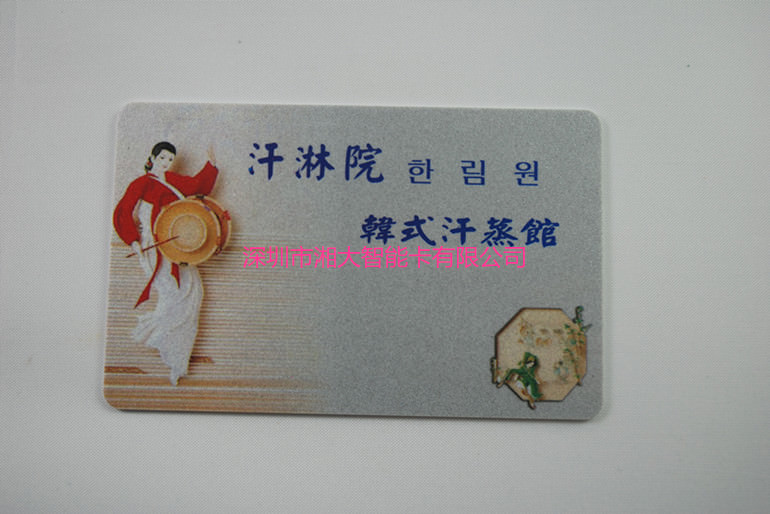 汗淋院 한림원
韓式汗蒸館
深圳市湘大智能卡有限公司